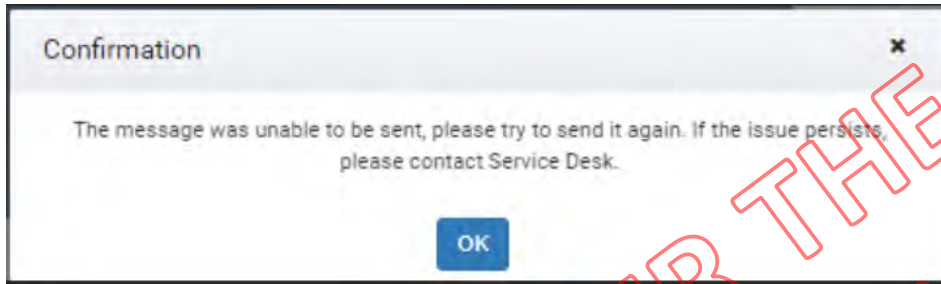 Confirmation
×
The message was unable to be sent, please try to send it again. If the issue persists,
please contact Service Desk.
OK
THE